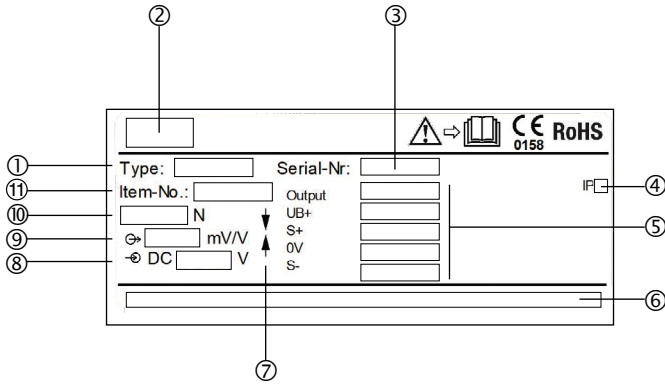 ② ③
CE 0158 RoHS
① Type: Serial-Nr:
⑪ Item-No.: Output IP ④
⑩ N UB+
⑨ mV/V S+ ⑤
⑧ DC V 0V
S-
⑥
⑦